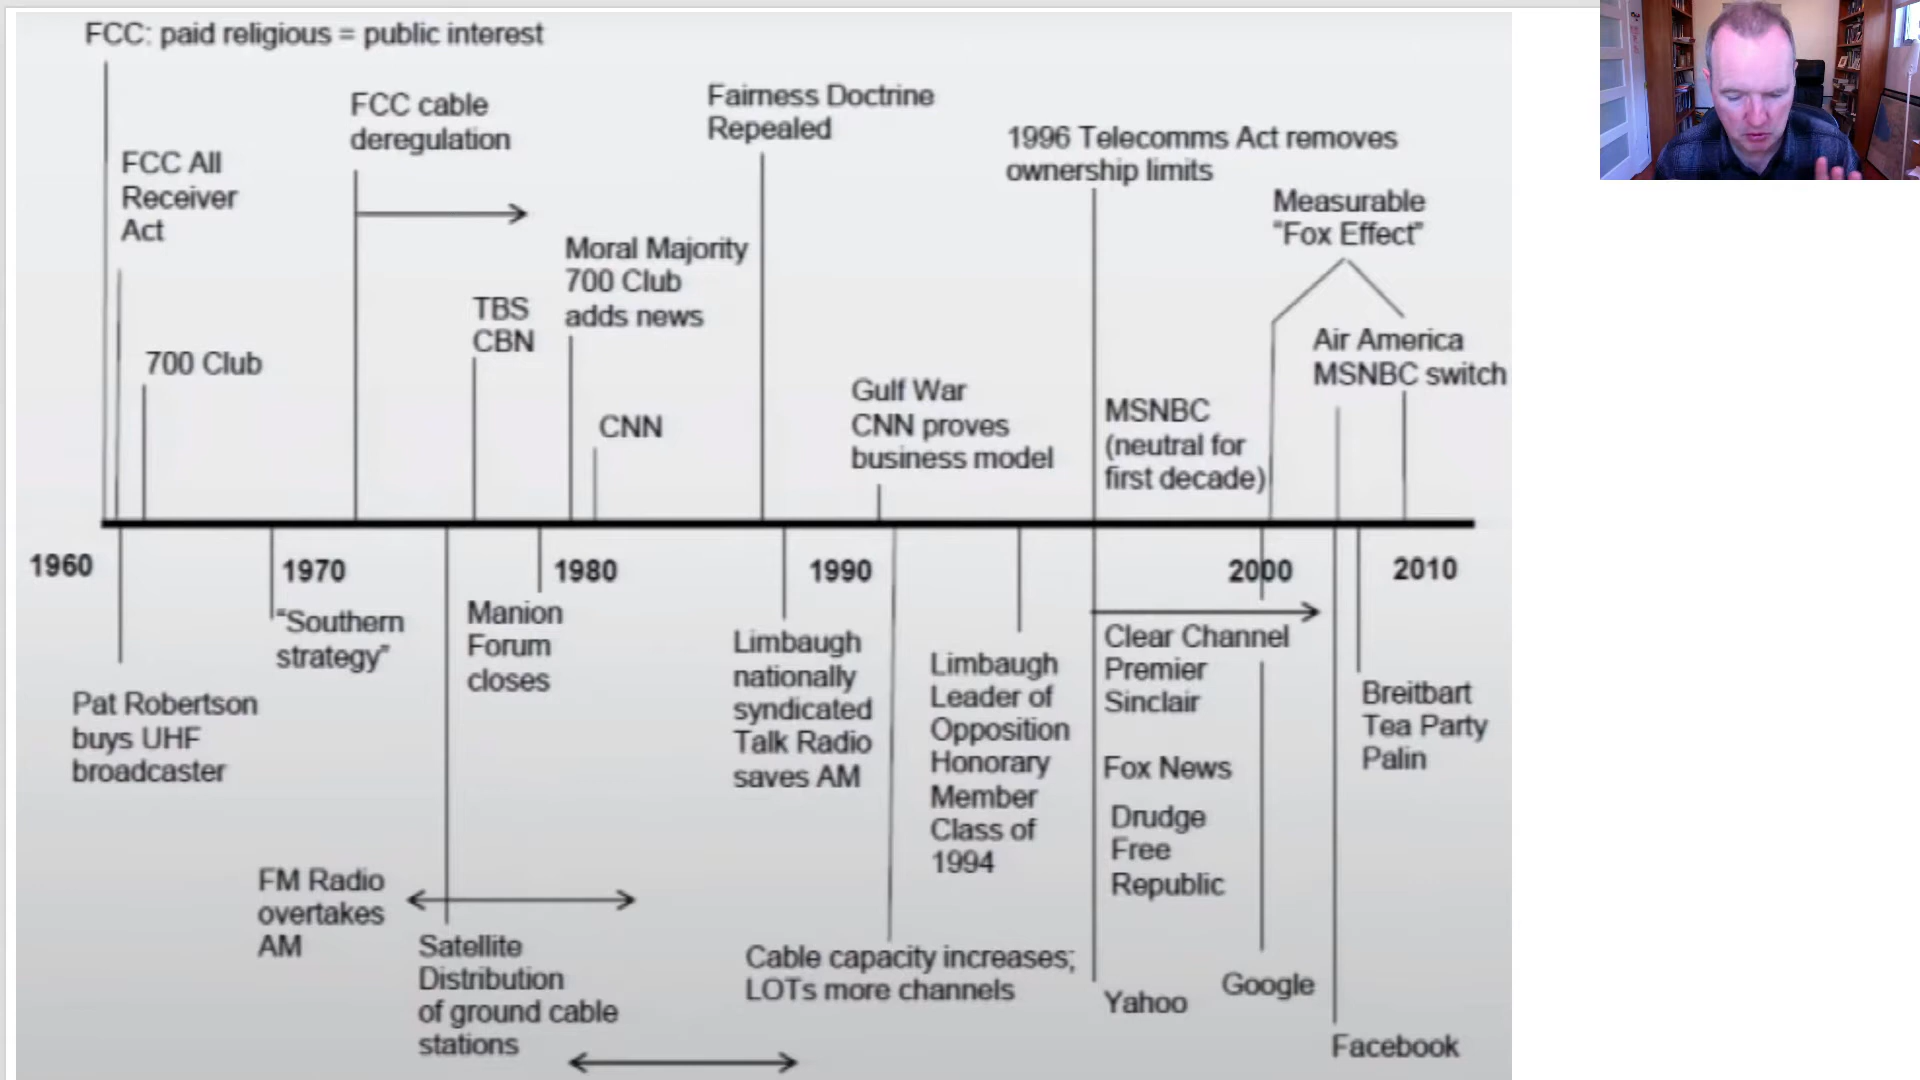 FCC: paid religious = public interest
FCC cable
deregulation
Fairness Doctrine
Repealed
1996 Telecomms Act removes
ownership limits
FCC All
Receiver
Act
Measurable
"Fox Effect"
Moral Majority
700 Club
adds news
TBS
CBN
Air America
MSNBC switch
700 Club
CNN
Gulf War
CNN proves
business model
MSNBC
(neutral for
first decade)
1960
1970
1980
1990
2000
2010
"Southern
strategy"
Manion
Forum
closes
Limbaugh
nationally
syndicated
Talk Radio
saves AM
Limbaugh
Leader of
Opposition
Honorary
Member
Class of
1994
Clear Channel
Premier
Sinclair
Fox News
Drudge
Free
Republic
Breitbart
Tea Party
Palin
Pat Robertson
buys UHF
broadcaster
FM Radio
overtakes
AM
Satellite
Distribution
of ground cable
stations
Cable capacity increases;
LOTs more channels
Yahoo
Google
Facebook